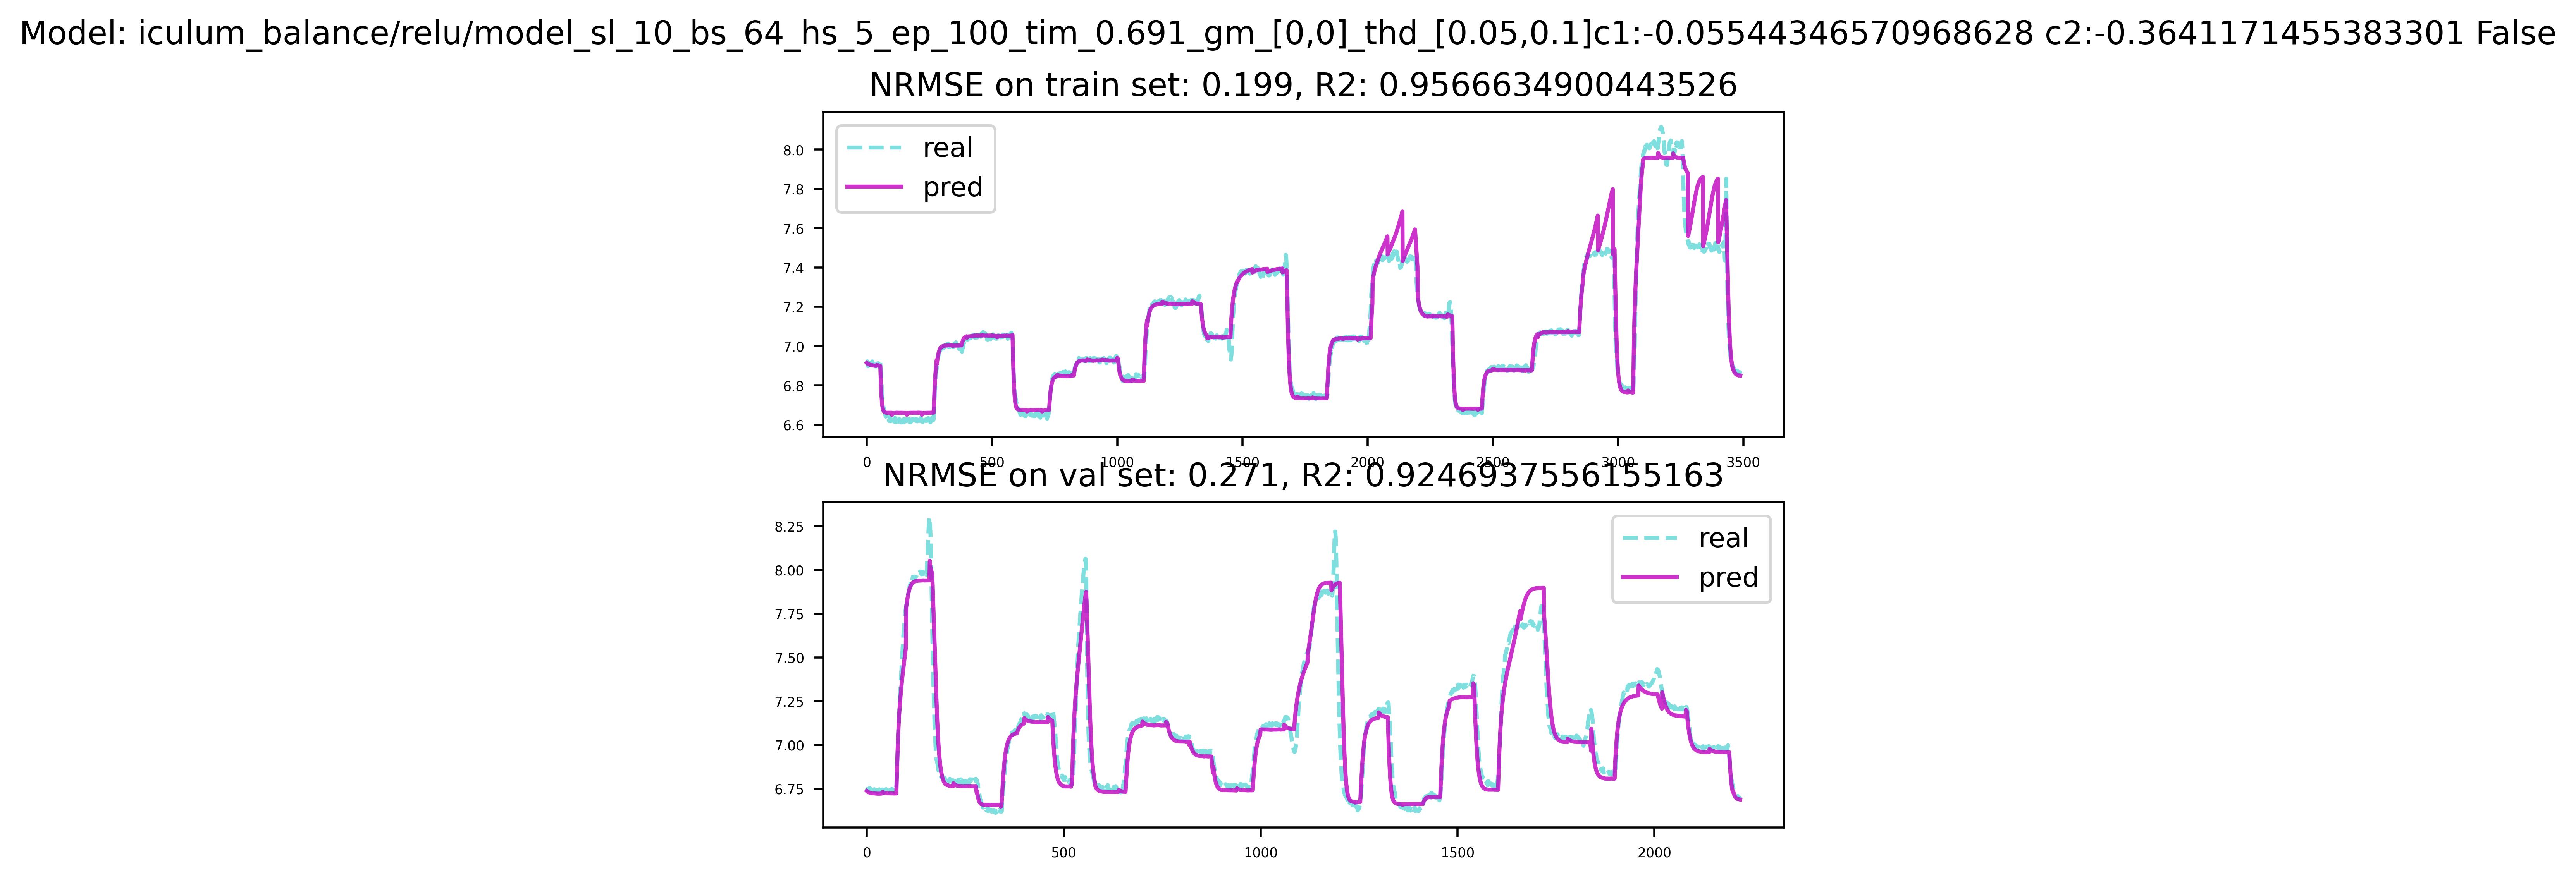 Model: iculum_balance/relu/model_sl_10_bs_64_hs_5_ep_100_tim_0.691_gm_[0,0]_thd_[0.05,0.1]c1:-0.05544346570968628 c2:-0.3641171455383301 False
NRMSE on train set: 0.199, R2: 0.9566634900443526
real
pred
8.0
7.8
7.6
7.4
7.2
7.0
6.8
6.6
0 500 1000 1500 2000 2500 3000 3500
NRMSE on val set: 0.271, R2: 0.9246937556155163
real
pred
8.25
8.00
7.75
7.50
7.25
7.00
6.75
0 500 1000 1500 2000